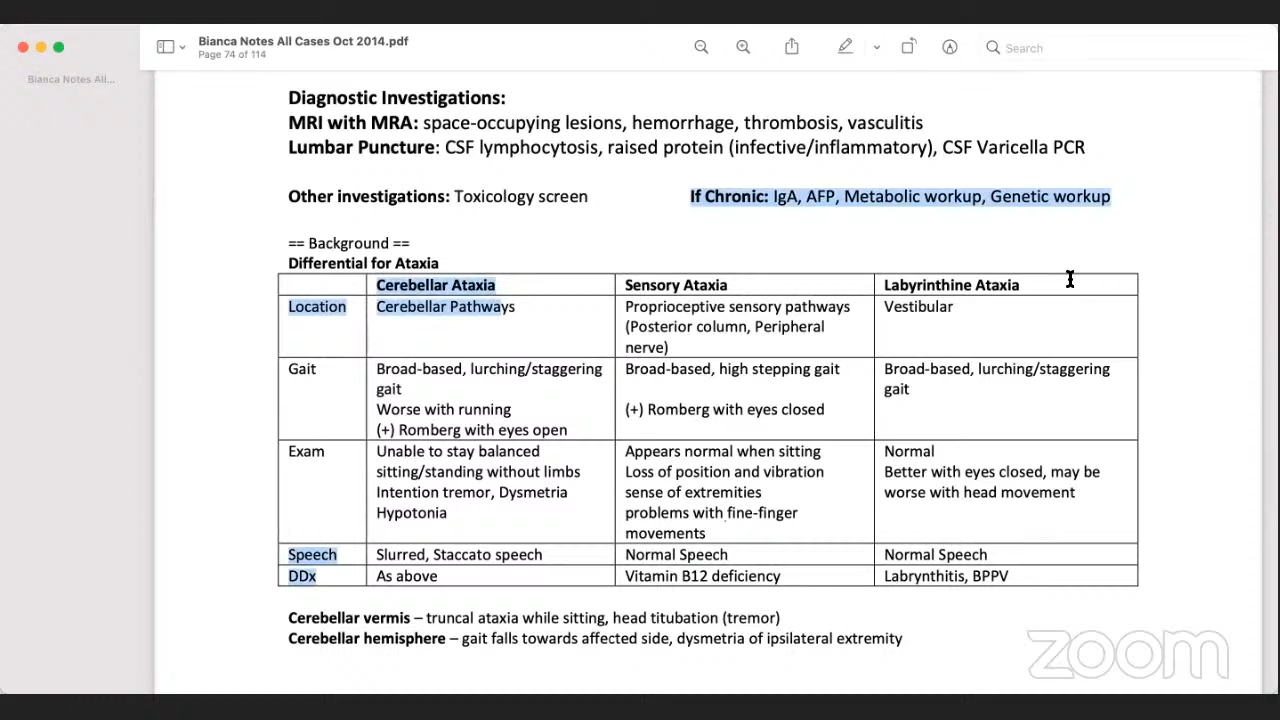 Bianca Notes All Cases Oct 2014.pdf
Page 74 of 114
Search
Bianca Notes All...
Diagnostic Investigations:
MRI with MRA: space-occupying lesions, hemorrhage, thrombosis, vasculitis
Lumbar Puncture: CSF lymphocytosis, raised protein (infective/inflammatory), CSF Varicella PCR
Other investigations: Toxicology screen If Chronic: IgA, AFP, Metabolic workup, Genetic workup
== Background ==
Differential for Ataxia
Cerebellar Ataxia Sensory Ataxia Labyrinthine Ataxia
Location Cerebellar Pathways Proprioceptive sensory pathways Vestibular
(Posterior column, Peripheral
nerve)
Gait Broad-based, lurching/staggering Broad-based, high stepping gait Broad-based, lurching/staggering
gait gait
Worse with running (+) Romberg with eyes closed
(+) Romberg with eyes open
Exam Unable to stay balanced Appears normal when sitting Normal
sitting/standing without limbs Loss of position and vibration Better with eyes closed, may be
Intention tremor, Dysmetria sense of extremities worse with head movement
Hypotonia problems with fine-finger
movements
Speech Slurred, Staccato speech Normal Speech Normal Speech
DDx As above Vitamin B12 deficiency Labrynthitis, BPPV
Cerebellar vermis – truncal ataxia while sitting, head titubation (tremor)
Cerebellar hemisphere – gait falls towards affected side, dysmetria of ipsilateral extremity
zoom